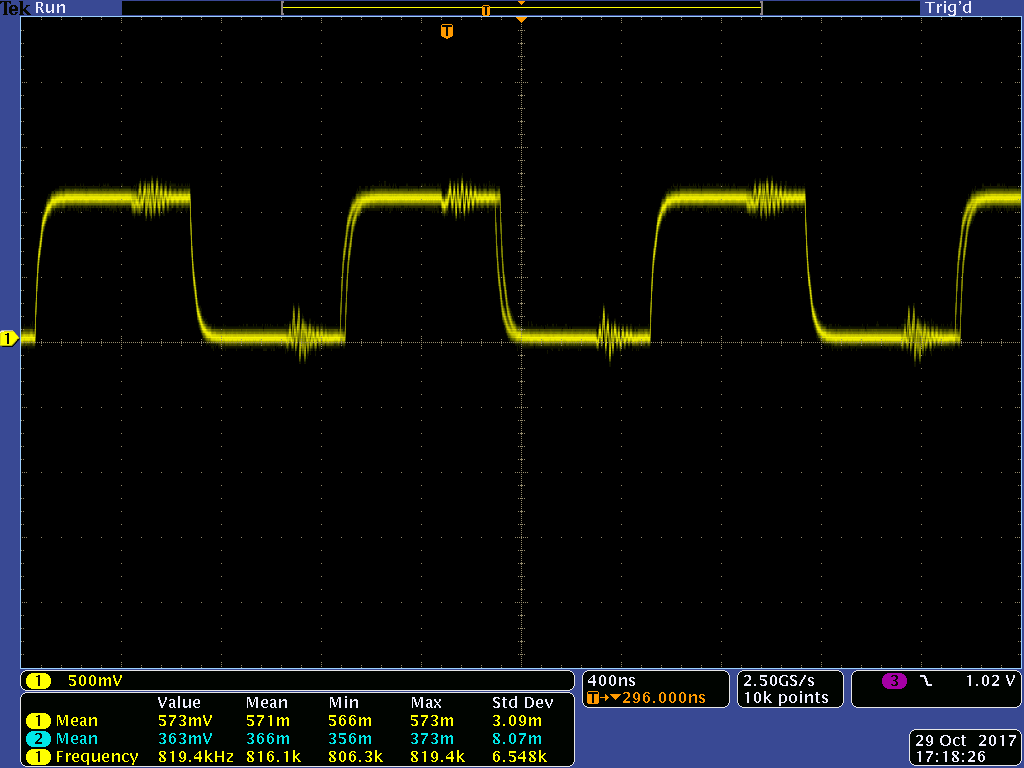 Tek Run Trig'd
T
T
1
1 500mV
400ns
T→▼296.000ns
2.50GS/s
10k points
3 1.02 V
Value Mean Min Max Std Dev
1 Mean 573mV 571m 566m 573m 3.09m
2 Mean 363mV 366m 356m 373m 8.07m
1 Frequency 819.4kHz 816.1k 806.3k 819.4k 6.548k
29 Oct 2017
17:18:26